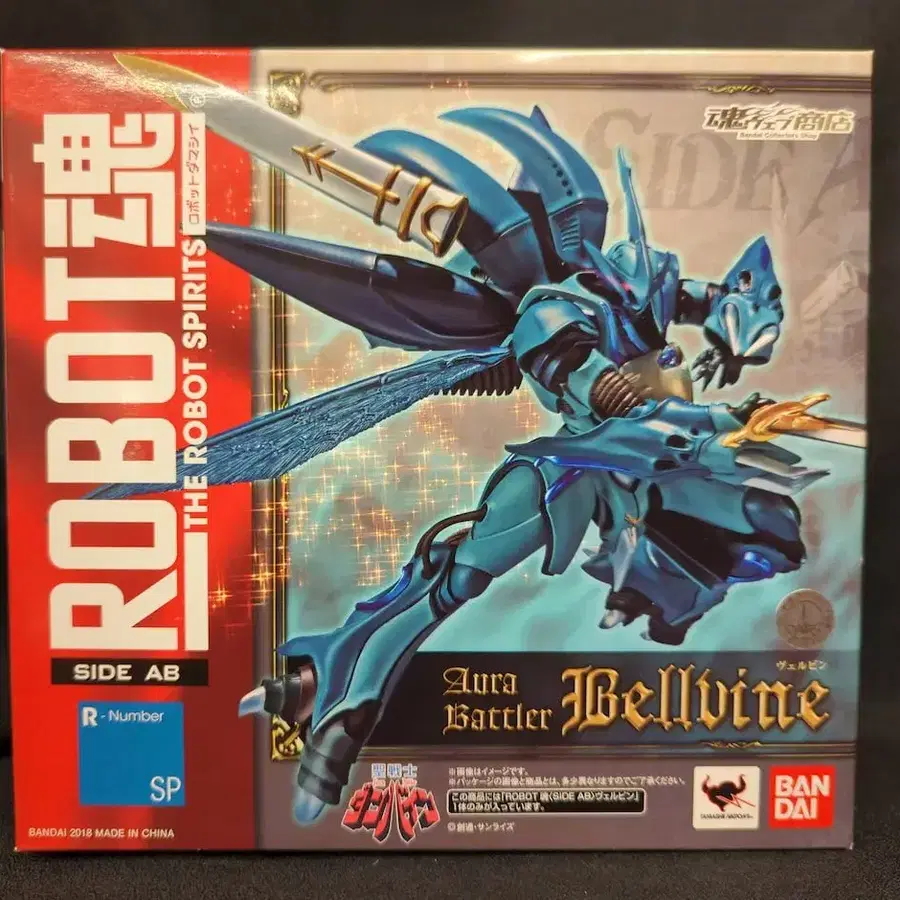 ROBOT魂
ロボットダマシイ
THE ROBOT SPIRITS
SIDE AB
R - Number
SP
BANDAI 2018 MADE IN CHINA
魂ウェブ商店
Bandai Collectors Shop
SIDE A
ヴェルビン
Aura
Battler
Bellvine
聖戦士
ダンバイン
※画像はイメージです。
※パッケージの画像と商品とは、多少異なりますのでご了承ください。
この商品には「ROBOT魂〈SIDE AB〉ヴェルビン」
1体のみが入っています。
©創通・サンライズ
TAMASHII NATIONS
BAN
DAI